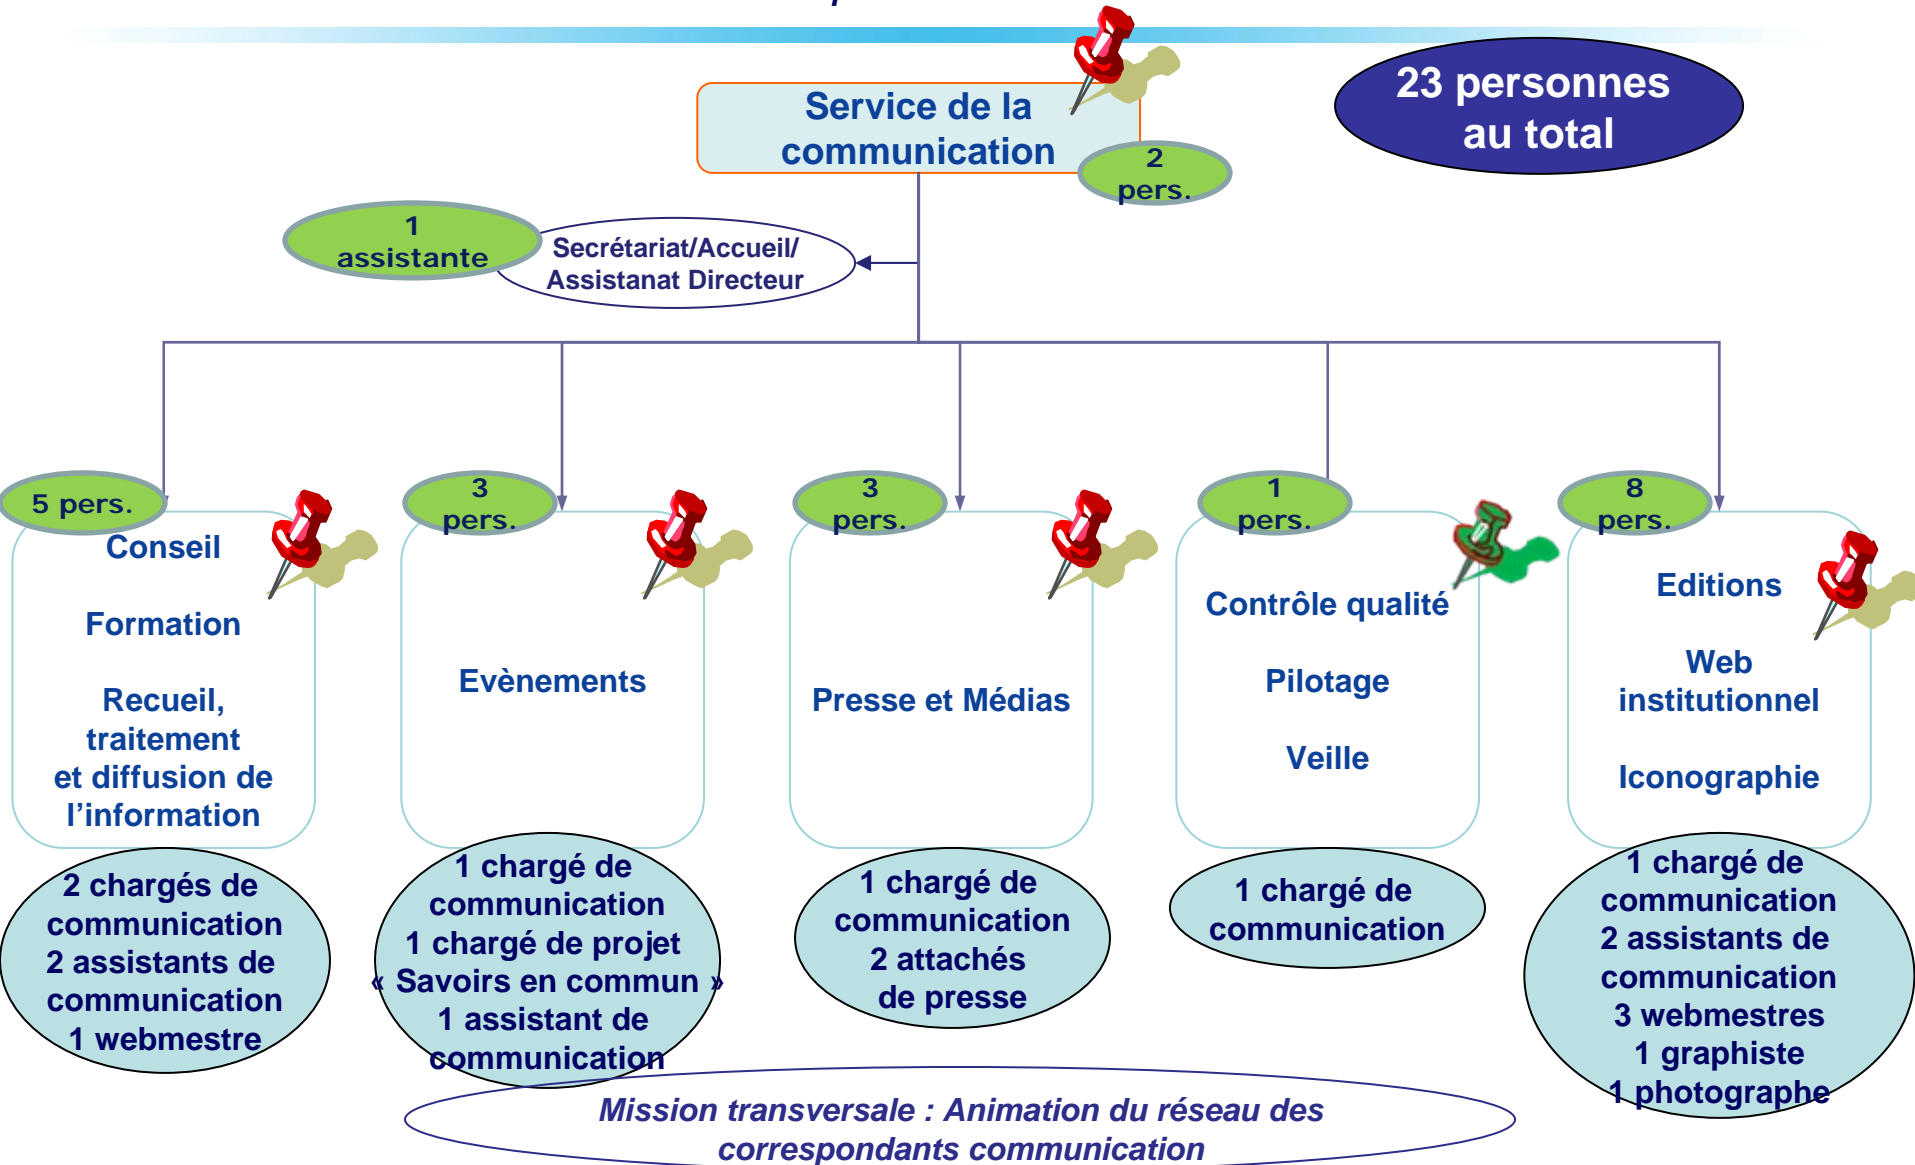 23 personnes
au total
Service de la
communication
2
pers.
1
assistante
Secrétariat/Accueil/
Assistanat Directeur
5 pers.
Conseil
Formation
Recueil,
traitement
et diffusion de
l’information
2 chargés de
communication
2 assistants de
communication
1 webmestre
3
pers.
Evènements
1 chargé de
communication
1 chargé de projet
« Savoirs en commun »
1 assistant de
communication
3
pers.
Presse et Médias
1 chargé de
communication
2 attachés
de presse
1
pers.
Contrôle qualité
Pilotage
Veille
1 chargé de
communication
8
pers.
Editions
Web
institutionnel
Iconographie
1 chargé de
communication
2 assistants de
communication
3 webmestres
1 graphiste
1 photographe
Mission transversale : Animation du réseau des
correspondants communication